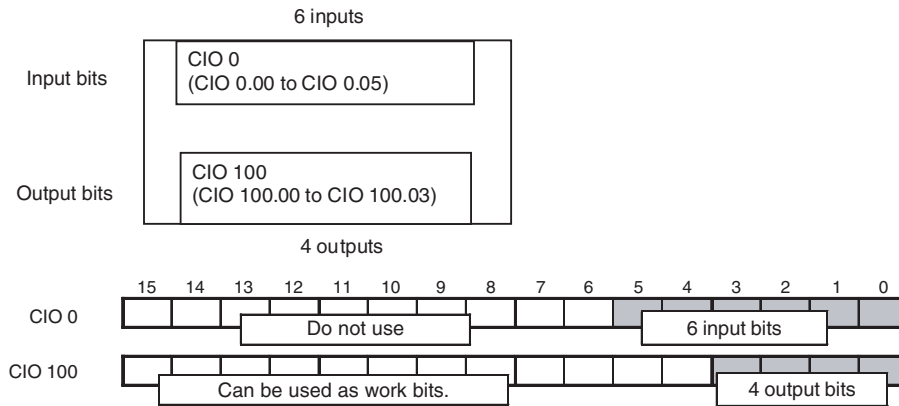 6 inputs
Input bits
CIO 0
(CIO 0.00 to CIO 0.05)
Output bits
CIO 100
(CIO 100.00 to CIO 100.03)
4 outputs
15 14 13 12 11 10 9 8 7 6 5 4 3 2 1 0
CIO 0
Do not use
6 input bits
CIO 100
Can be used as work bits.
4 output bits